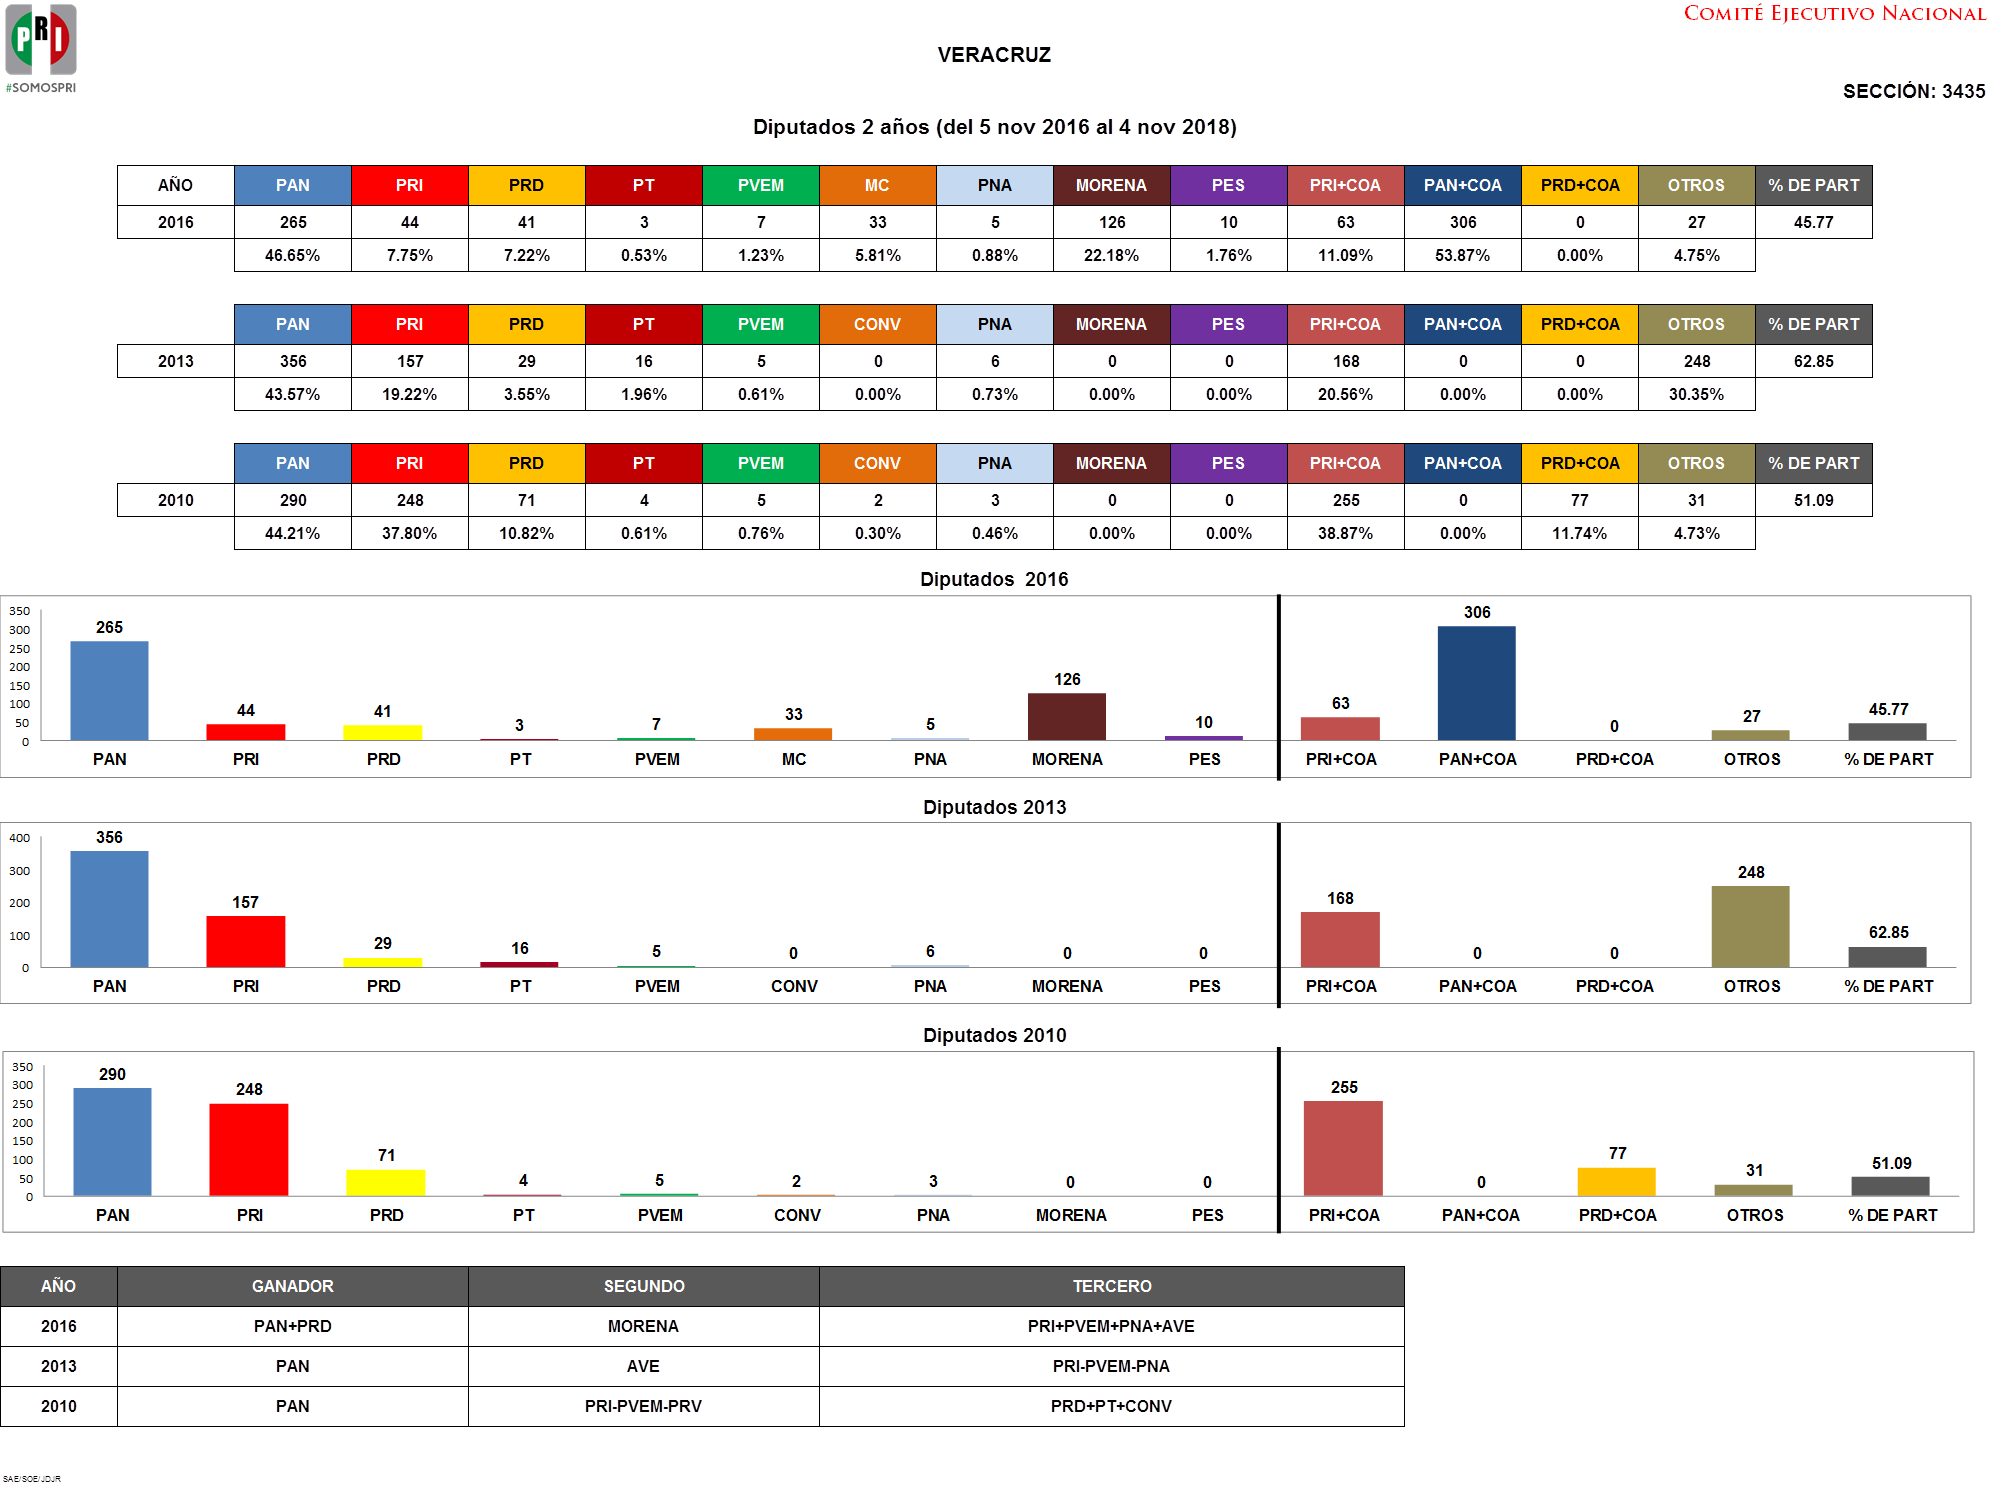 PRI
#SOMOSPRI
COMITÉ EJECUTIVO NACIONAL
VERACRUZ
SECCIÓN: 3435
Diputados 2 años (del 5 nov 2016 al 4 nov 2018)
AÑO PAN PRI PRD PT PVEM MC PNA MORENA PES PRI+COA PAN+COA PRD+COA OTROS % DE PART
2016 265 44 41 3 7 33 5 126 10 63 306 0 27 45.77
46.65% 7.75% 7.22% 0.53% 1.23% 5.81% 0.88% 22.18% 1.76% 11.09% 53.87% 0.00% 4.75%
PAN PRI PRD PT PVEM CONV PNA MORENA PES PRI+COA PAN+COA PRD+COA OTROS % DE PART
2013 356 157 29 16 5 0 6 0 0 168 0 0 248 62.85
43.57% 19.22% 3.55% 1.96% 0.61% 0.00% 0.73% 0.00% 0.00% 20.56% 0.00% 0.00% 30.35%
PAN PRI PRD PT PVEM CONV PNA MORENA PES PRI+COA PAN+COA PRD+COA OTROS % DE PART
2010 290 248 71 4 5 2 3 0 0 255 0 77 31 51.09
44.21% 37.80% 10.82% 0.61% 0.76% 0.30% 0.46% 0.00% 0.00% 38.87% 0.00% 11.74% 4.73%
Diputados 2016
350
300
250
200
150
100
50
0
265 44 41 3 7 33 5 126 10 63 306 0 27 45.77
PAN PRI PRD PT PVEM MC PNA MORENA PES PRI+COA PAN+COA PRD+COA OTROS % DE PART
Diputados 2013
400
300
200
100
0
356 157 29 16 5 0 6 0 0 168 0 0 248 62.85
PAN PRI PRD PT PVEM CONV PNA MORENA PES PRI+COA PAN+COA PRD+COA OTROS % DE PART
Diputados 2010
350
300
250
200
150
100
50
0
290 248 71 4 5 2 3 0 0 255 0 77 31 51.09
PAN PRI PRD PT PVEM CONV PNA MORENA PES PRI+COA PAN+COA PRD+COA OTROS % DE PART
AÑO GANADOR SEGUNDO TERCERO
2016 PAN+PRD MORENA PRI+PVEM+PNA+AVE
2013 PAN AVE PRI-PVEM-PNA
2010 PAN PRI-PVEM-PRV PRD+PT+CONV
SAE/SOE/JDJR